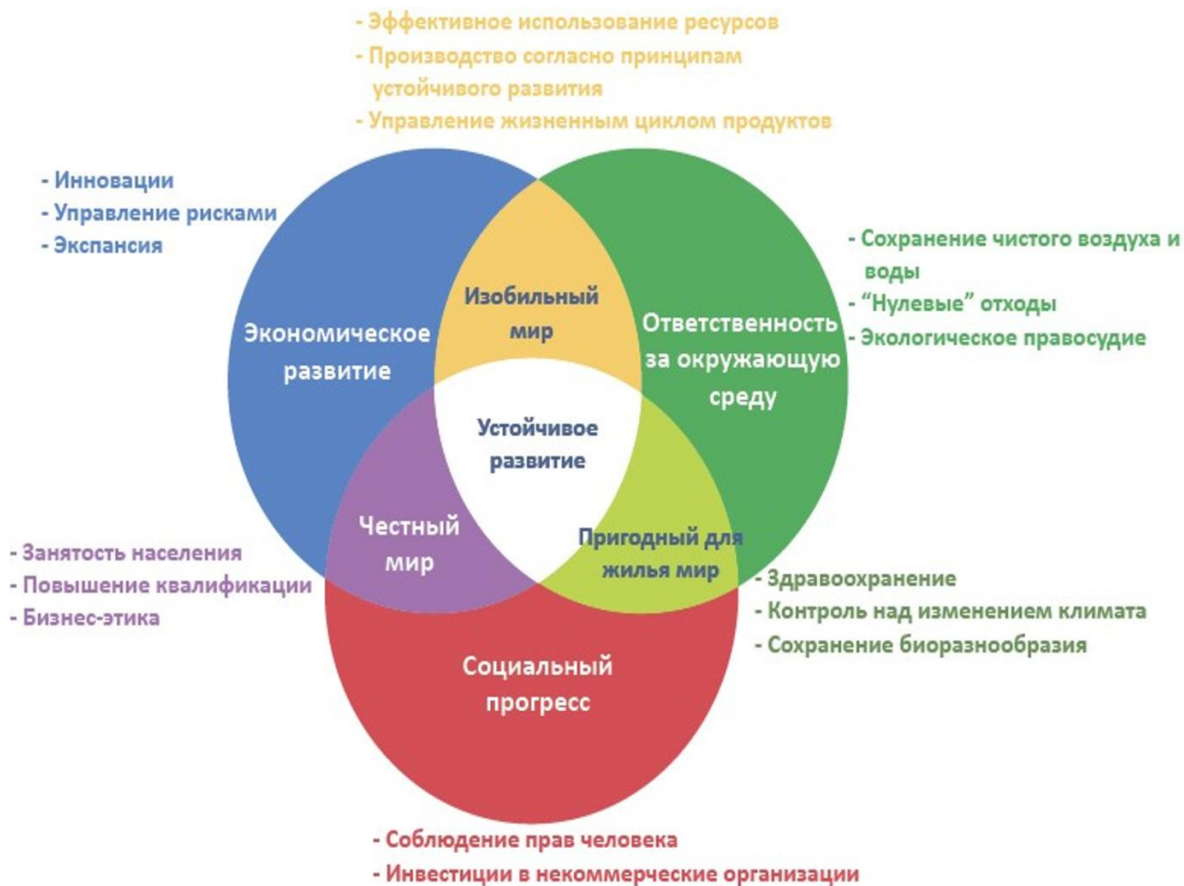 - Эффективное использование ресурсов
- Производство согласно принципам
устойчивого развития
- Управление жизненным циклом продуктов
- Инновации
- Управление рисками
- Экспансия
- Сохранение чистого воздуха и
воды
- “Нулевые” отходы
- Экологическое правосудие
Изобильный
мир
Экономическое
развитие
Ответственность
за окружающую
среду
Устойчивое
развитие
Честный
мир
Пригодный для
жилья мир
- Занятость населения
- Повышение квалификации
- Бизнес-этика
- Здравоохранение
- Контроль над изменением климата
- Сохранение биоразнообразия
Социальный
прогресс
- Соблюдение прав человека
- Инвестиции в некоммерческие организации